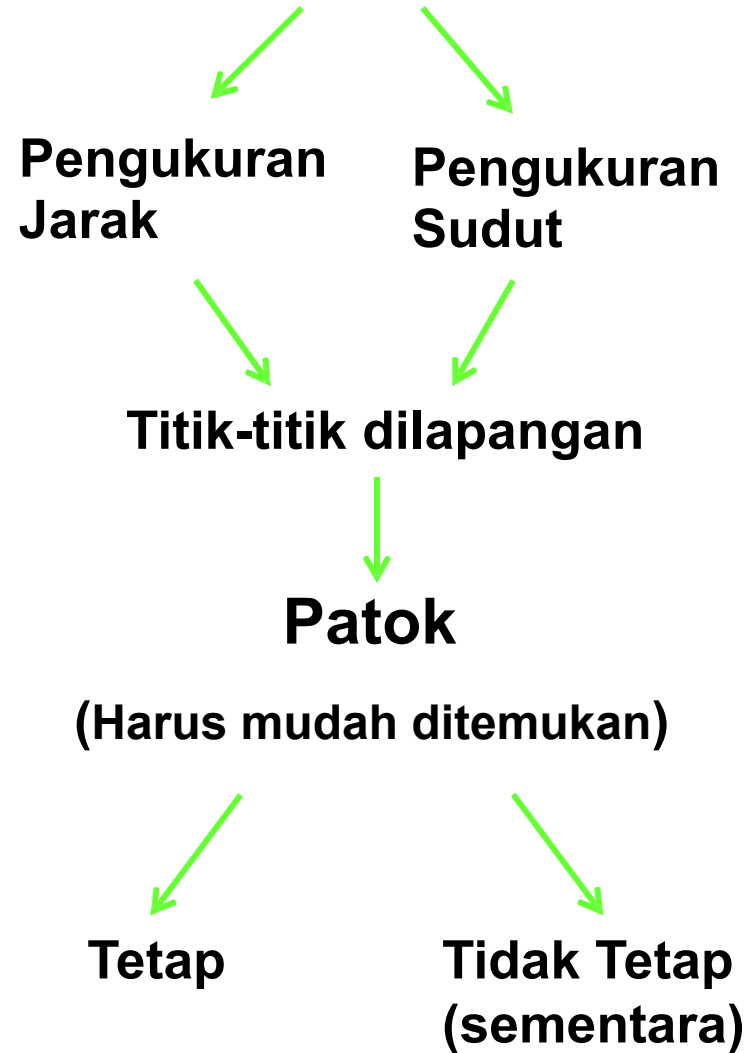 Pengukuran
Jarak
Pengukuran
Sudut
Titik-titik dilapangan
Patok
(Harus mudah ditemukan)
Tetap
Tidak Tetap
(sementara)